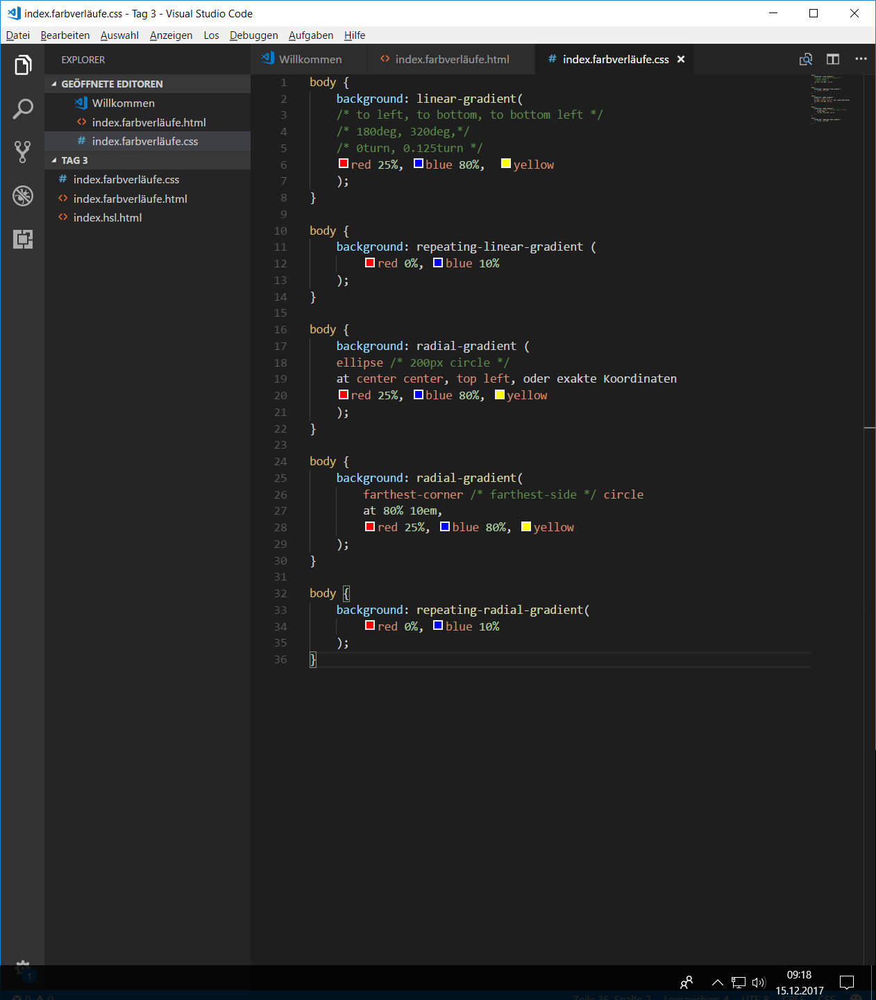 index.farbverläufe.css - Tag 3 - Visual Studio Code
Datei Bearbeiten Auswahl Anzeigen Los Debuggen Aufgaben Hilfe
EXPLORER
GEÖFFNETE EDITOREN
Willkommen
index.farbverläufe.html
# index.farbverläufe.css
TAG 3
# index.farbverläufe.css
<> index.farbverläufe.html
<> index.hsl.html
Willkommen <> index.farbverläufe.html # index.farbverläufe.css
1 body {
2 background: linear-gradient(
3 /* to left, to bottom, to bottom left */
4 /* 180deg, 320deg,*/
5 /* 0turn, 0.125turn */
6 red 25%, blue 80%, yellow
7 );
8 }
9
10 body {
11 background: repeating-linear-gradient (
12 red 0%, blue 10%
13 );
14 }
15
16 body {
17 background: radial-gradient (
18 ellipse /* 200px circle */
19 at center center, top left, oder exakte Koordinaten
20 red 25%, blue 80%, yellow
21 );
22 }
23
24 body {
25 background: radial-gradient(
26 farthest-corner /* farthest-side */ circle
27 at 80% 10em,
28 red 25%, blue 80%, yellow
29 );
30 }
31
32 body {
33 background: repeating-radial-gradient(
34 red 0%, blue 10%
35 );
36 }
1
09:18
15.12.2017